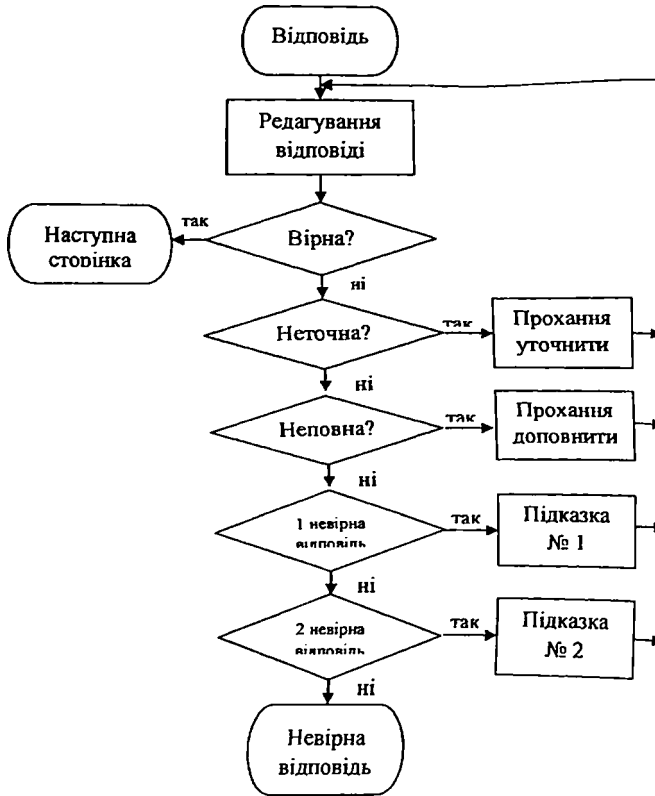 Відповідь
Редагування
відповіді
так
Вірна?
Наступна
сторінка
ні
Неточна?
так
Прохання
уточнити
ні
Неповна?
так
Прохання
доповнити
ні
1 невірна
відповідь
так
Підказка
№ 1
ні
2 невірна
відповідь
так
Підказка
№ 2
ні
Невірна
відповідь